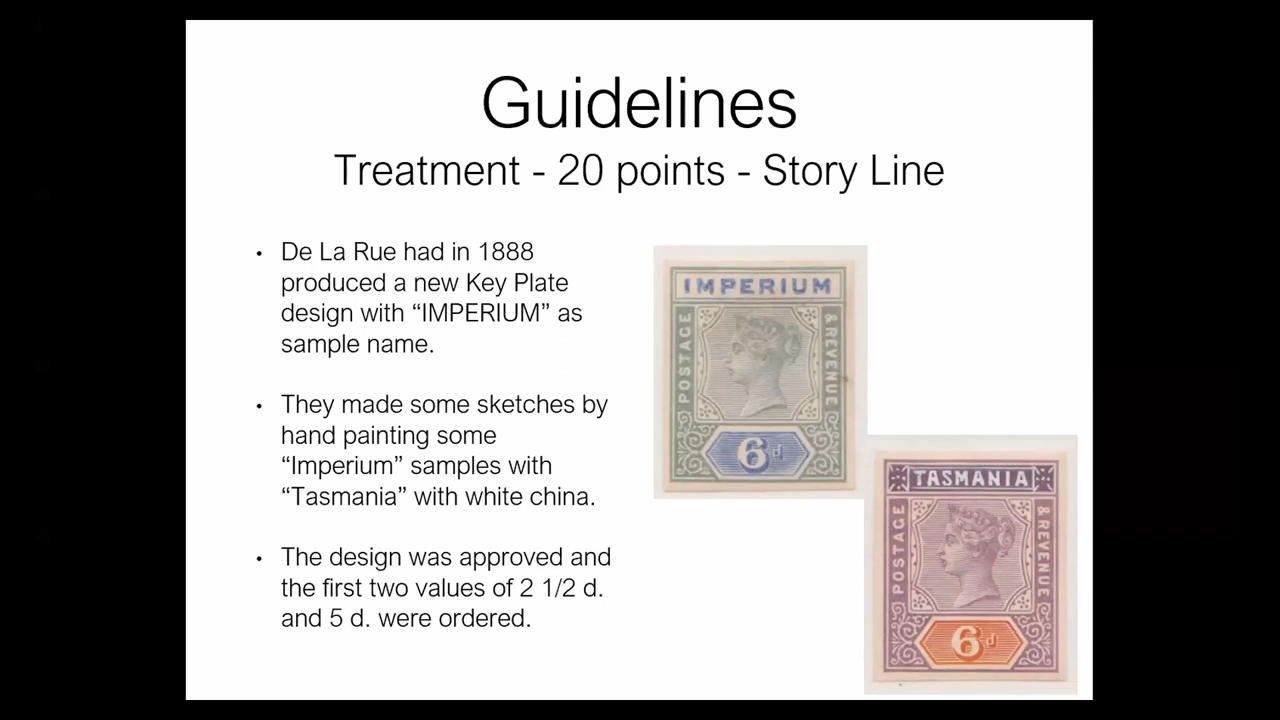 Guidelines
Treatment - 20 points - Story Line
• De La Rue had in 1888
produced a new Key Plate
design with “IMPERIUM” as
sample name.
• They made some sketches by
hand painting some
“Imperium” samples with
“Tasmania” with white china.
• The design was approved and
the first two values of 2 1/2 d.
and 5 d. were ordered.
IMPERIUM
POSTAGE
& REVENUE
6d
TASMANIA
POSTAGE
& REVENUE
6d